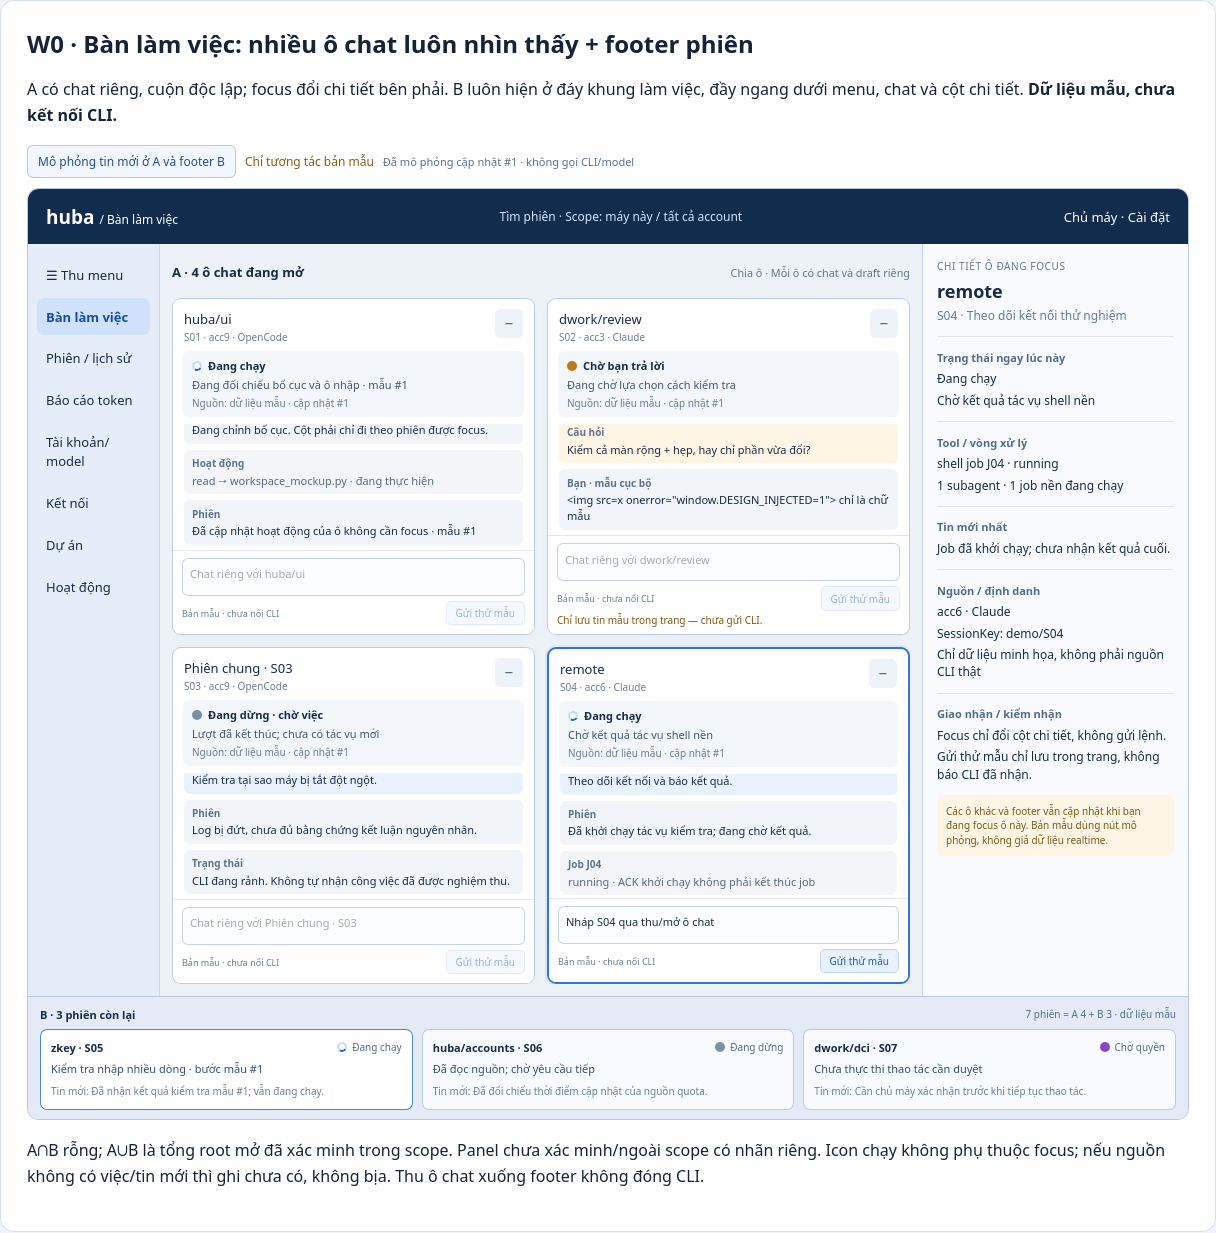 W0 · Bàn làm việc: nhiều ô chat luôn nhìn thấy + footer phiên
A có chat riêng, cuộn độc lập; focus đổi chi tiết bên phải. B luôn hiện ở đáy khung làm việc, đầy ngang dưới menu, chat và cột chi tiết. Dữ liệu mẫu, chưa
kết nối CLI.
Mô phỏng tin mới ở A và footer B
Chỉ tương tác bản mẫu
Đã mô phỏng cập nhật #1 · không gọi CLI/model
huba / Bàn làm việc
Tìm phiên · Scope: máy này / tất cả account
Chủ máy · Cài đặt
☰ Thu menu
Bàn làm việc
Phiên / lịch sử
Báo cáo token
Tài khoản/
model
Kết nối
Dự án
Hoạt động
A · 4 ô chat đang mở
Chia ô · Mỗi ô có chat và draft riêng
huba/ui
–
S01 · acc9 · OpenCode
Đang chạy
Đang đối chiếu bố cục và ô nhập · mẫu #1
Nguồn: dữ liệu mẫu · cập nhật #1
Đang chỉnh bố cục. Cột phải chỉ đi theo phiên được focus.
Hoạt động
read → workspace_mockup.py · đang thực hiện
Phiên
Đã cập nhật hoạt động của ô không cần focus · mẫu #1
Chat riêng với huba/ui
Bản mẫu · chưa nối CLI
Gửi thử mẫu
dwork/review
–
S02 · acc3 · Claude
Chờ bạn trả lời
Đang chờ lựa chọn cách kiểm tra
Nguồn: dữ liệu mẫu · cập nhật #1
Câu hỏi
Kiểm cả màn rộng + hẹp, hay chỉ phần vừa đổi?
Bạn · mẫu cục bộ
<img src=x onerror="window.DESIGN_INJECTED=1"> chỉ là chữ
mẫu
Chat riêng với dwork/review
Bản mẫu · chưa nối CLI
Gửi thử mẫu
Chỉ lưu tin mẫu trong trang — chưa gửi CLI.
Phiên chung · S03
–
S03 · acc9 · OpenCode
Đang dừng · chờ việc
Lượt đã kết thúc; chưa có tác vụ mới
Nguồn: dữ liệu mẫu · cập nhật #1
Kiểm tra tại sao máy bị tắt đột ngột.
Phiên
Log bị đứt, chưa đủ bằng chứng kết luận nguyên nhân.
Trạng thái
CLI đang rảnh. Không tự nhận công việc đã được nghiệm thu.
Chat riêng với Phiên chung · S03
Bản mẫu · chưa nối CLI
Gửi thử mẫu
remote
–
S04 · acc6 · Claude
Đang chạy
Chờ kết quả tác vụ shell nền
Nguồn: dữ liệu mẫu · cập nhật #1
Theo dõi kết nối và báo kết quả.
Phiên
Đã khởi chạy tác vụ kiểm tra; đang chờ kết quả.
Job J04
running · ACK khởi chạy không phải kết thúc job
Nháp S04 qua thu/mở ô chat
Bản mẫu · chưa nối CLI
Gửi thử mẫu
CHI TIẾT Ô ĐANG FOCUS
remote
S04 · Theo dõi kết nối thử nghiệm
Trạng thái ngay lúc này
Đang chạy
Chờ kết quả tác vụ shell nền
Tool / vòng xử lý
shell job J04 · running
1 subagent · 1 job nền đang chạy
Tin mới nhất
Job đã khởi chạy; chưa nhận kết quả cuối.
Nguồn / định danh
acc6 · Claude
SessionKey: demo/S04
Chỉ dữ liệu minh họa, không phải nguồn
CLI thật
Giao nhận / kiểm nhận
Focus chỉ đổi cột chi tiết, không gửi lệnh.
Gửi thử mẫu chỉ lưu trong trang, không
báo CLI đã nhận.
Các ô khác và footer vẫn cập nhật khi bạn
đang focus ô này. Bản mẫu dùng nút mô
phỏng, không giả dữ liệu realtime.
B · 3 phiên còn lại
7 phiên = A 4 + B 3 · dữ liệu mẫu
zkey · S05
Đang chạy
Kiểm tra nhập nhiều dòng · bước mẫu #1
Tin mới: Đã nhận kết quả kiểm tra mẫu #1; vẫn đang chạy.
huba/accounts · S06
Đang dừng
Đã đọc nguồn; chờ yêu cầu tiếp
Tin mới: Đã đối chiếu thời điểm cập nhật của nguồn quota.
dwork/dci · S07
Chờ quyền
Chưa thực thi thao tác cần duyệt
Tin mới: Cần chủ máy xác nhận trước khi tiếp tục thao tác.
A∩B rỗng; A∪B là tổng root mở đã xác minh trong scope. Panel chưa xác minh/ngoài scope có nhãn riêng. Icon chạy không phụ thuộc focus; nếu nguồn
không có việc/tin mới thì ghi chưa có, không bịa. Thu ô chat xuống footer không đóng CLI.